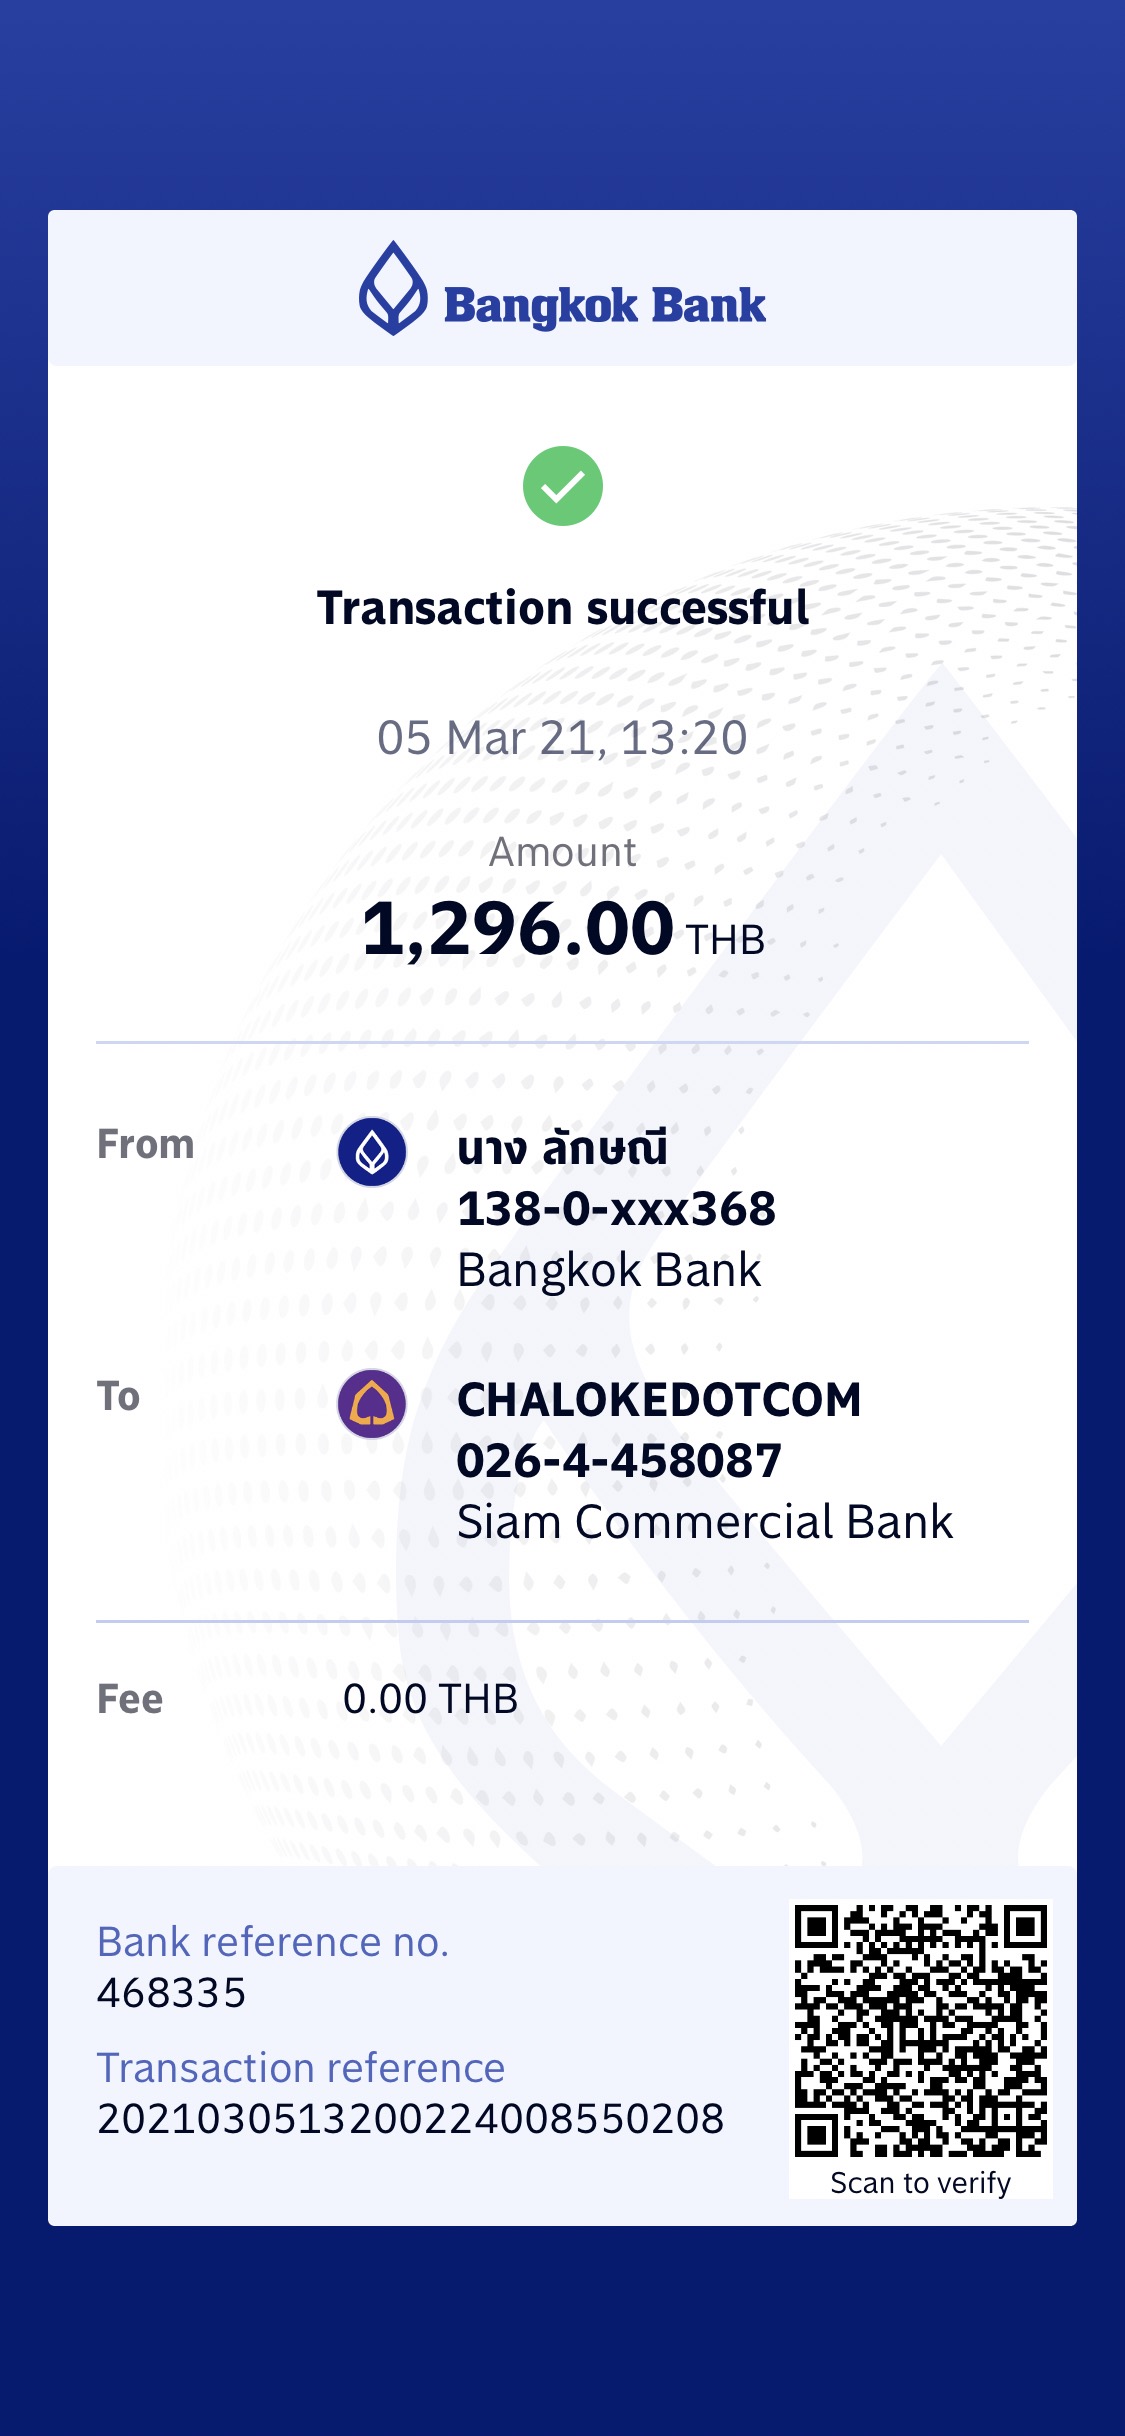 Bangkok Bank
Transaction successful
05 Mar 21, 13:20
Amount
1,296.00 THB
From
นาง ลักษณี
138-0-xxx368
Bangkok Bank
To
CHALOKEDOTCOM
026-4-458087
Siam Commercial Bank
Fee
0.00 THB
Bank reference no.
468335
Transaction reference
2021030513200224008550208
Scan to verify